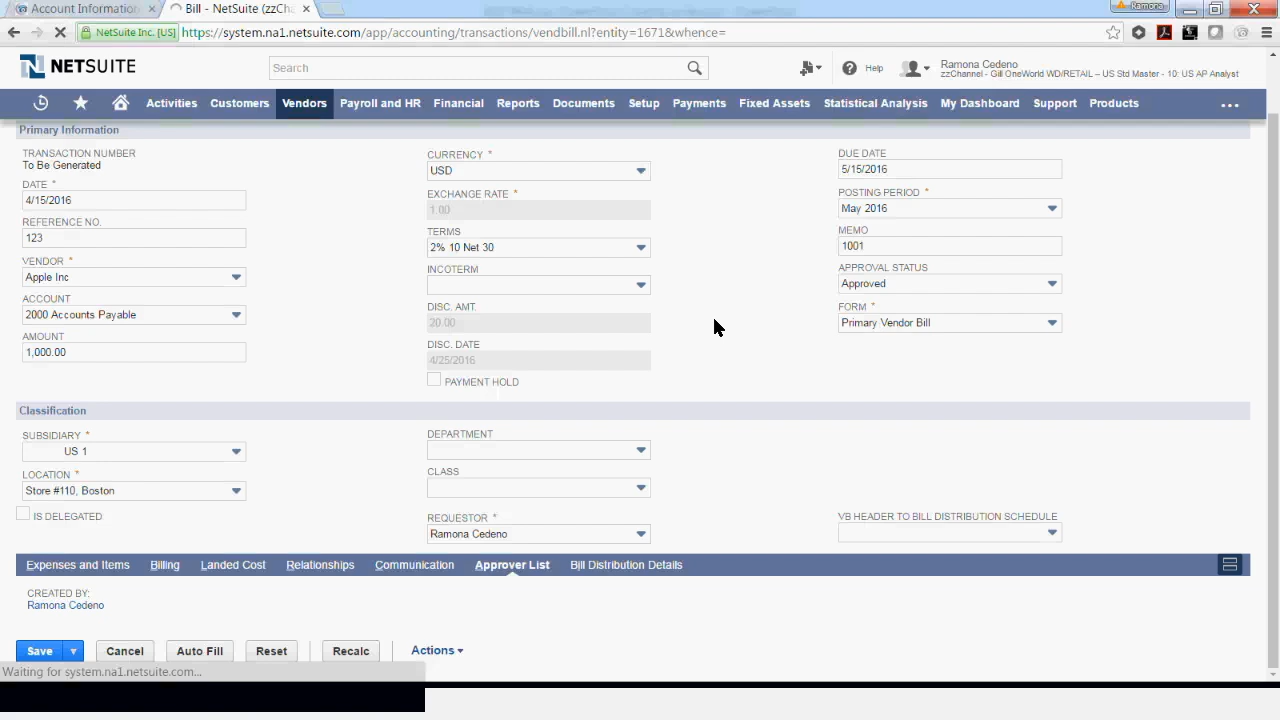 Account Information
Bill - NetSuite (zzCh
Ramona
NetSuite Inc. [US] https://system.na1.netsuite.com/app/accounting/transactions/vendbill.nl?entity=1671&whence=
NETSUITE
Search
Help
Ramona Cedeno
zzChannel - Gill OneWorld WD/RETAIL – US Std Master - 10: US AP Analyst
Activities Customers Vendors Payroll and HR Financial Reports Documents Setup Payments Fixed Assets Statistical Analysis My Dashboard Support Products ...
Primary Information
TRANSACTION NUMBER
To Be Generated
DATE *
4/15/2016
REFERENCE NO.
123
VENDOR *
Apple Inc
ACCOUNT
2000 Accounts Payable
AMOUNT
1,000.00
CURRENCY *
USD
EXCHANGE RATE *
1.00
TERMS
2% 10 Net 30
INCOTERM
DISC. AMT.
20.00
DISC. DATE
4/25/2016
PAYMENT HOLD
DUE DATE
5/15/2016
POSTING PERIOD *
May 2016
MEMO
1001
APPROVAL STATUS
Approved
FORM *
Primary Vendor Bill
Classification
SUBSIDIARY *
US 1
LOCATION *
Store #110, Boston
IS DELEGATED
DEPARTMENT
CLASS
REQUESTOR *
Ramona Cedeno
VB HEADER TO BILL DISTRIBUTION SCHEDULE
Expenses and Items Billing Landed Cost Relationships Communication Approver List Bill Distribution Details
CREATED BY:
Ramona Cedeno
Save Cancel Auto Fill Reset Recalc Actions
Waiting for system.na1.netsuite.com...